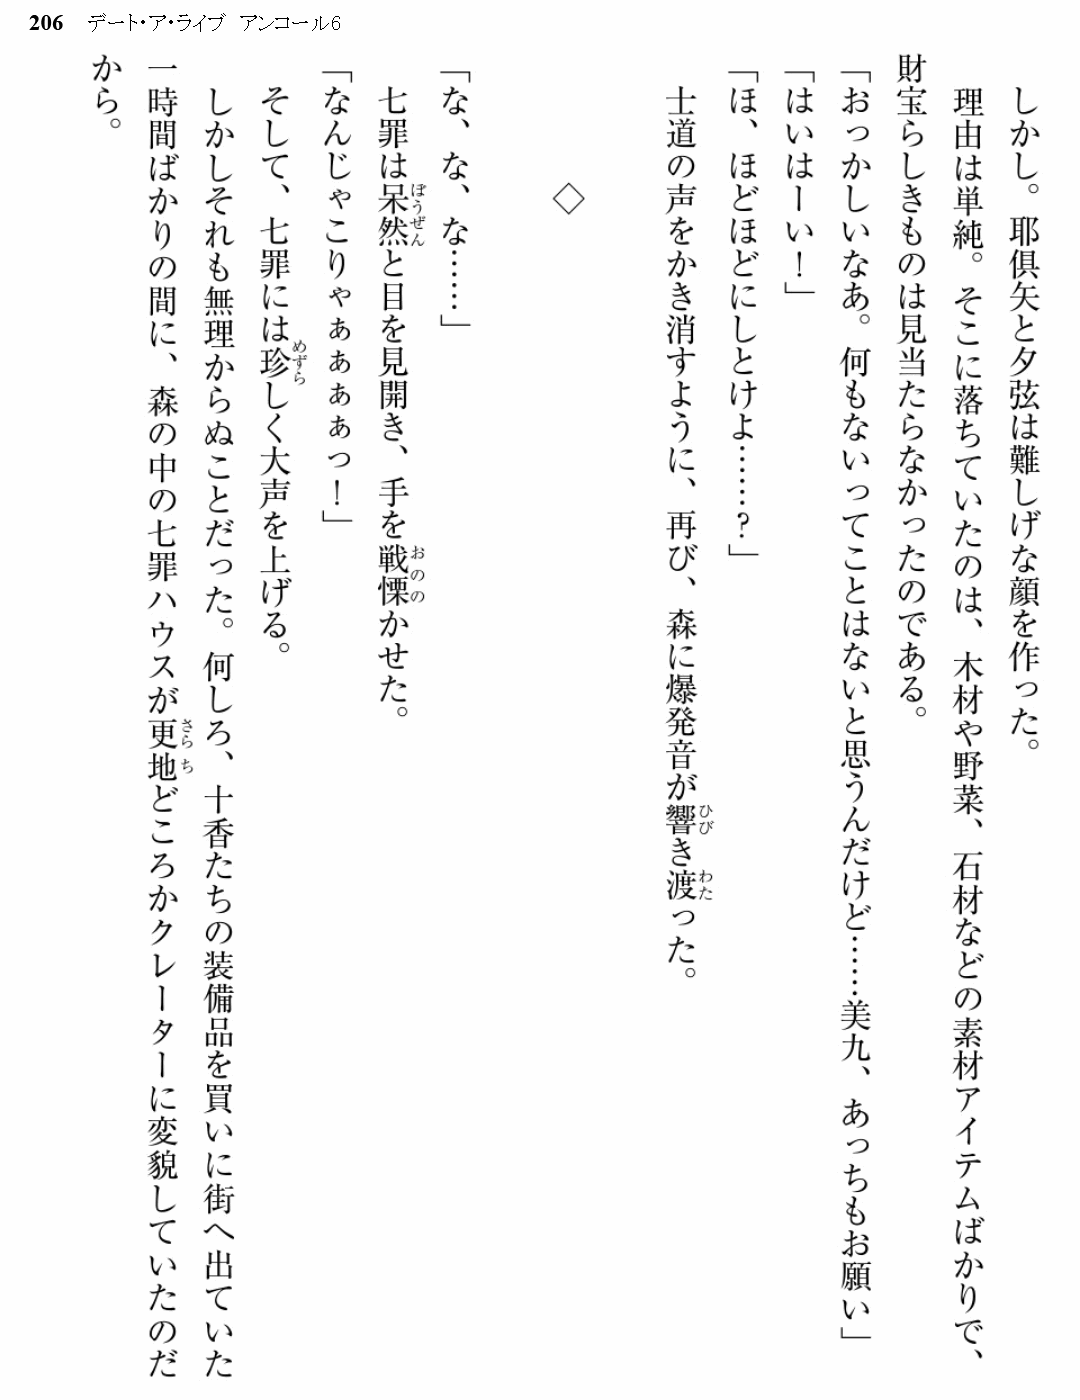 206 デート・ア・ライブ アンコール6
しかし。耶倶矢と夕弦は難しげな顔を作った。
理由は単純。そこに落ちていたのは、木材や野菜、石材などの素材アイテムばかりで、
財宝らしきものは見当たらなかったのである。
「おっかしいなあ。何もないってことはないと思うんだけど……美九、あっちもお願い」
「はいはーい！」
「ほ、ほどほどにしとけよ……？」
士道の声をかき消すように、再び、森に爆発音が響き渡った。
◇
「な、な、な……」
七罪は呆然と目を見開き、手を戦慄かせた。
「なんじゃこりゃぁぁぁぁっ！」
そして、七罪には珍しく大声を上げる。
しかしそれも無理からぬことだった。何しろ、十香たちの装備品を買いに街へ出ていた
一時間ばかりの間に、森の中の七罪ハウスが更地どころかクレーターに変貌していたのだ
から。